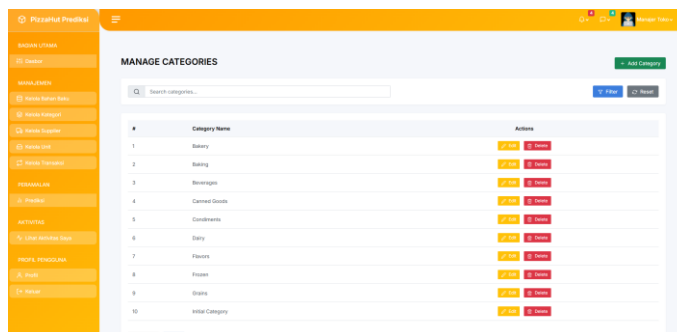 PizzaHut Prediksi
4
4
Manajer Toko
BAGIAN UTAMA
Dasbor
MANAJEMEN
Kelola Bahan Baku
Kelola Kategori
Kelola Supplier
Kelola Unit
Kelola Transaksi
PERAMALAN
Prediksi
AKTIVITAS
Lihat Aktivitas Saya
PROFIL PENGGUNA
Profil
Keluar
MANAGE CATEGORIES
+ Add Category
Search categories...
Filter
Reset
# Category Name Actions
1 Bakery Edit Delete
2 Baking Edit Delete
3 Beverages Edit Delete
4 Canned Goods Edit Delete
5 Condiments Edit Delete
6 Dairy Edit Delete
7 Flavors Edit Delete
8 Frozen Edit Delete
9 Grains Edit Delete
10 Initial Category Edit Delete